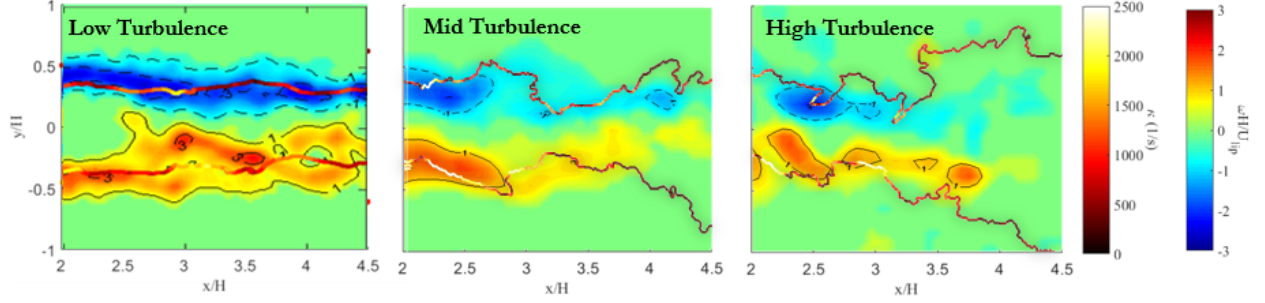 Low Turbulence
Mid Turbulence
High Turbulence
1
0.5
0
-0.5
-1
y/H
2 2.5 3 3.5 4 4.5
x/H
2 2.5 3 3.5 4 4.5
x/H
2 2.5 3 3.5 4 4.5
x/H
2500
2000
1500
1000
500
0
κ (1/s)
3
2
1
0
-1
-2
-3
ωH/U_lip